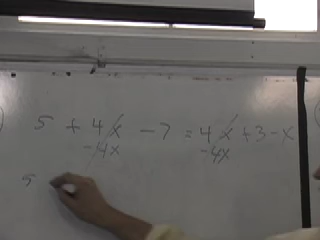 5 + 4x - 7 = 4x + 3 - x
-4x -4x
5